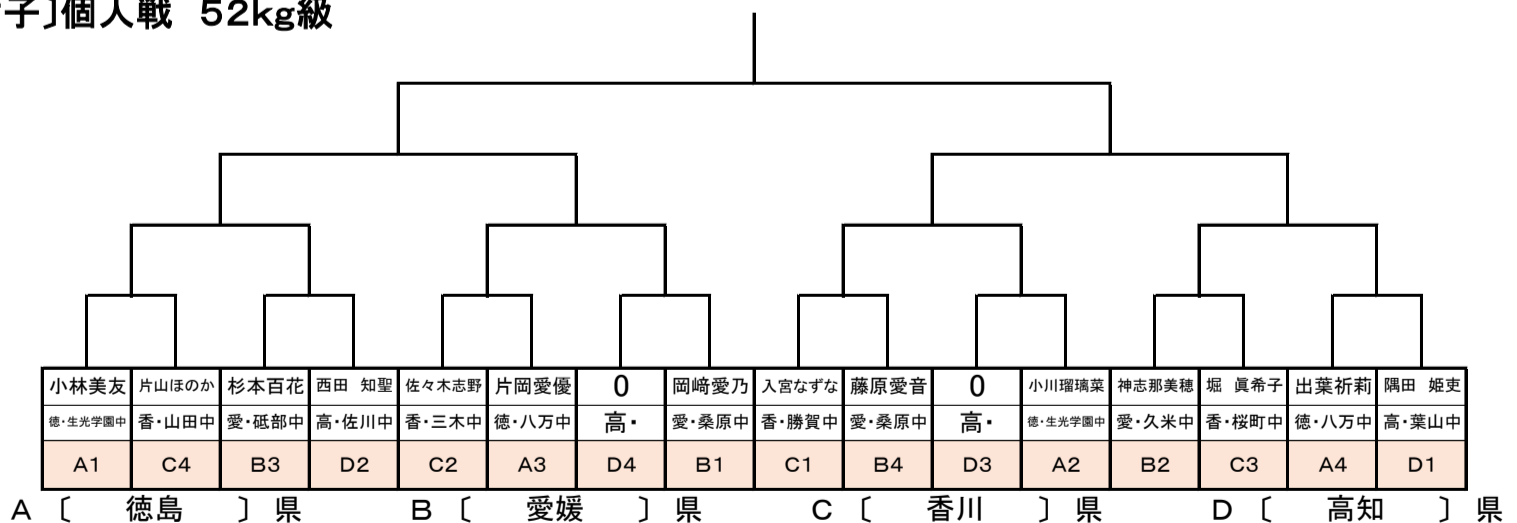 子〕個人戦　５２kg級
小林美友 片山ほのか 杉本百花 西田　知聖 佐々木志野 片岡愛優 0 岡﨑愛乃 入宮なずな 藤原愛音 0 小川瑠璃菜 神志那美穂 堀　眞希子 出葉祈莉 隅田　姫吏
徳・生光学園中 香・山田中 愛・砥部中 高・佐川中 香・三木中 徳・八万中 高・ 愛・桑原中 香・勝賀中 愛・桑原中 高・ 徳・生光学園中 愛・久米中 香・桜町中 徳・八万中 高・葉山中
A1 C4 B3 D2 C2 A3 D4 B1 C1 B4 D3 A2 B2 C3 A4 D1
A 〔 徳島 〕 県 B 〔 愛媛 〕 県 C 〔 香川 〕 県 D 〔 高知 〕 県